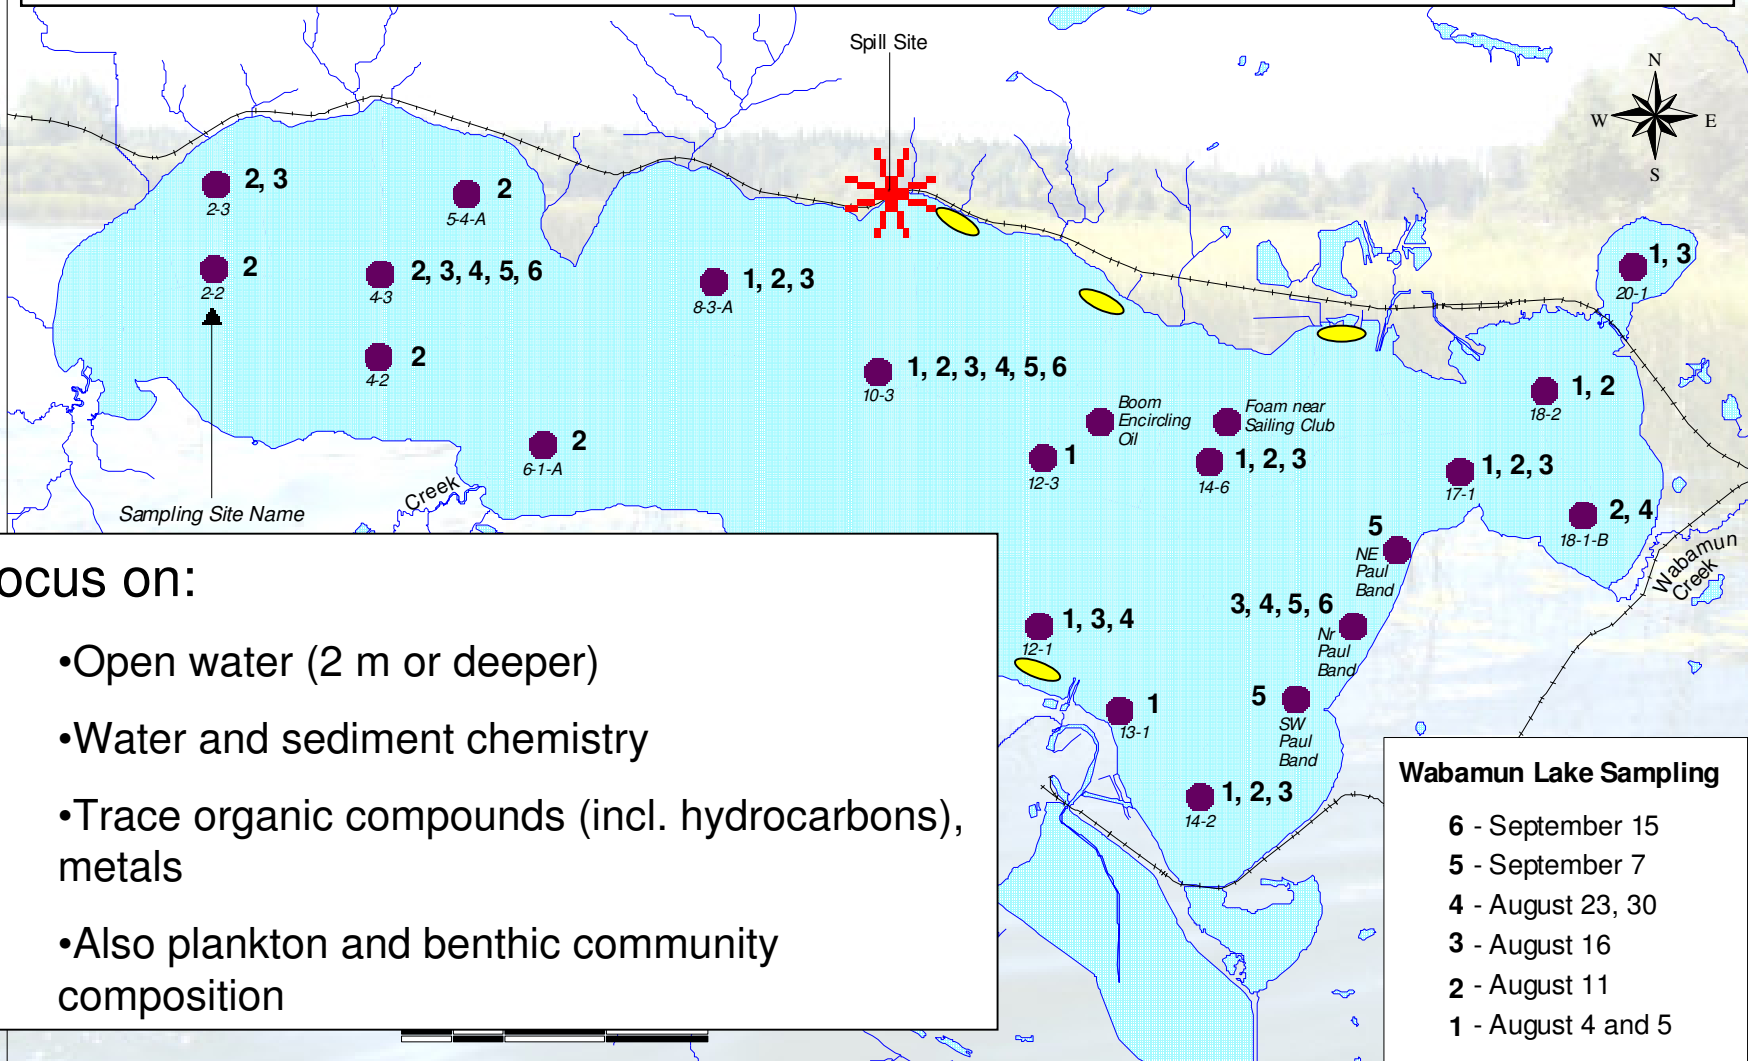 Spill Site
N
W
E
S
2, 3
2-3
2
5-4-A
2
2-2
2, 3, 4, 5, 6
4-3
1, 2, 3
8-3-A
1, 3
20-1
2
4-2
1, 2, 3, 4, 5, 6
10-3
Boom
Encircling
Oil
Foam near
Sailing Club
1, 2
18-2
2
6-1-A
1
12-3
1, 2, 3
14-6
1, 2, 3
17-1
2, 4
18-1-B
Sampling Site Name
Creek
5
NE
Paul
Band
Wabamun
Creek
ocus on:
•Open water (2 m or deeper)
•Water and sediment chemistry
•Trace organic compounds (incl. hydrocarbons),
metals
•Also plankton and benthic community
composition
1, 3, 4
12-1
3, 4, 5, 6
Nr
Paul
Band
1
13-1
5
SW
Paul
Band
1, 2, 3
14-2
Wabamun Lake Sampling
6 - September 15
5 - September 7
4 - August 23, 30
3 - August 16
2 - August 11
1 - August 4 and 5